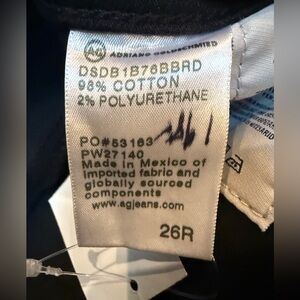 AG ADRIANO GOLDSCHMIED
DSDB1B76BBRD
98% COTTON
2% POLYURETHANE
PO#53163
PW27140
Made in Mexico of
imported fabric and
globally sourced
components
www.agjeans.com
26R